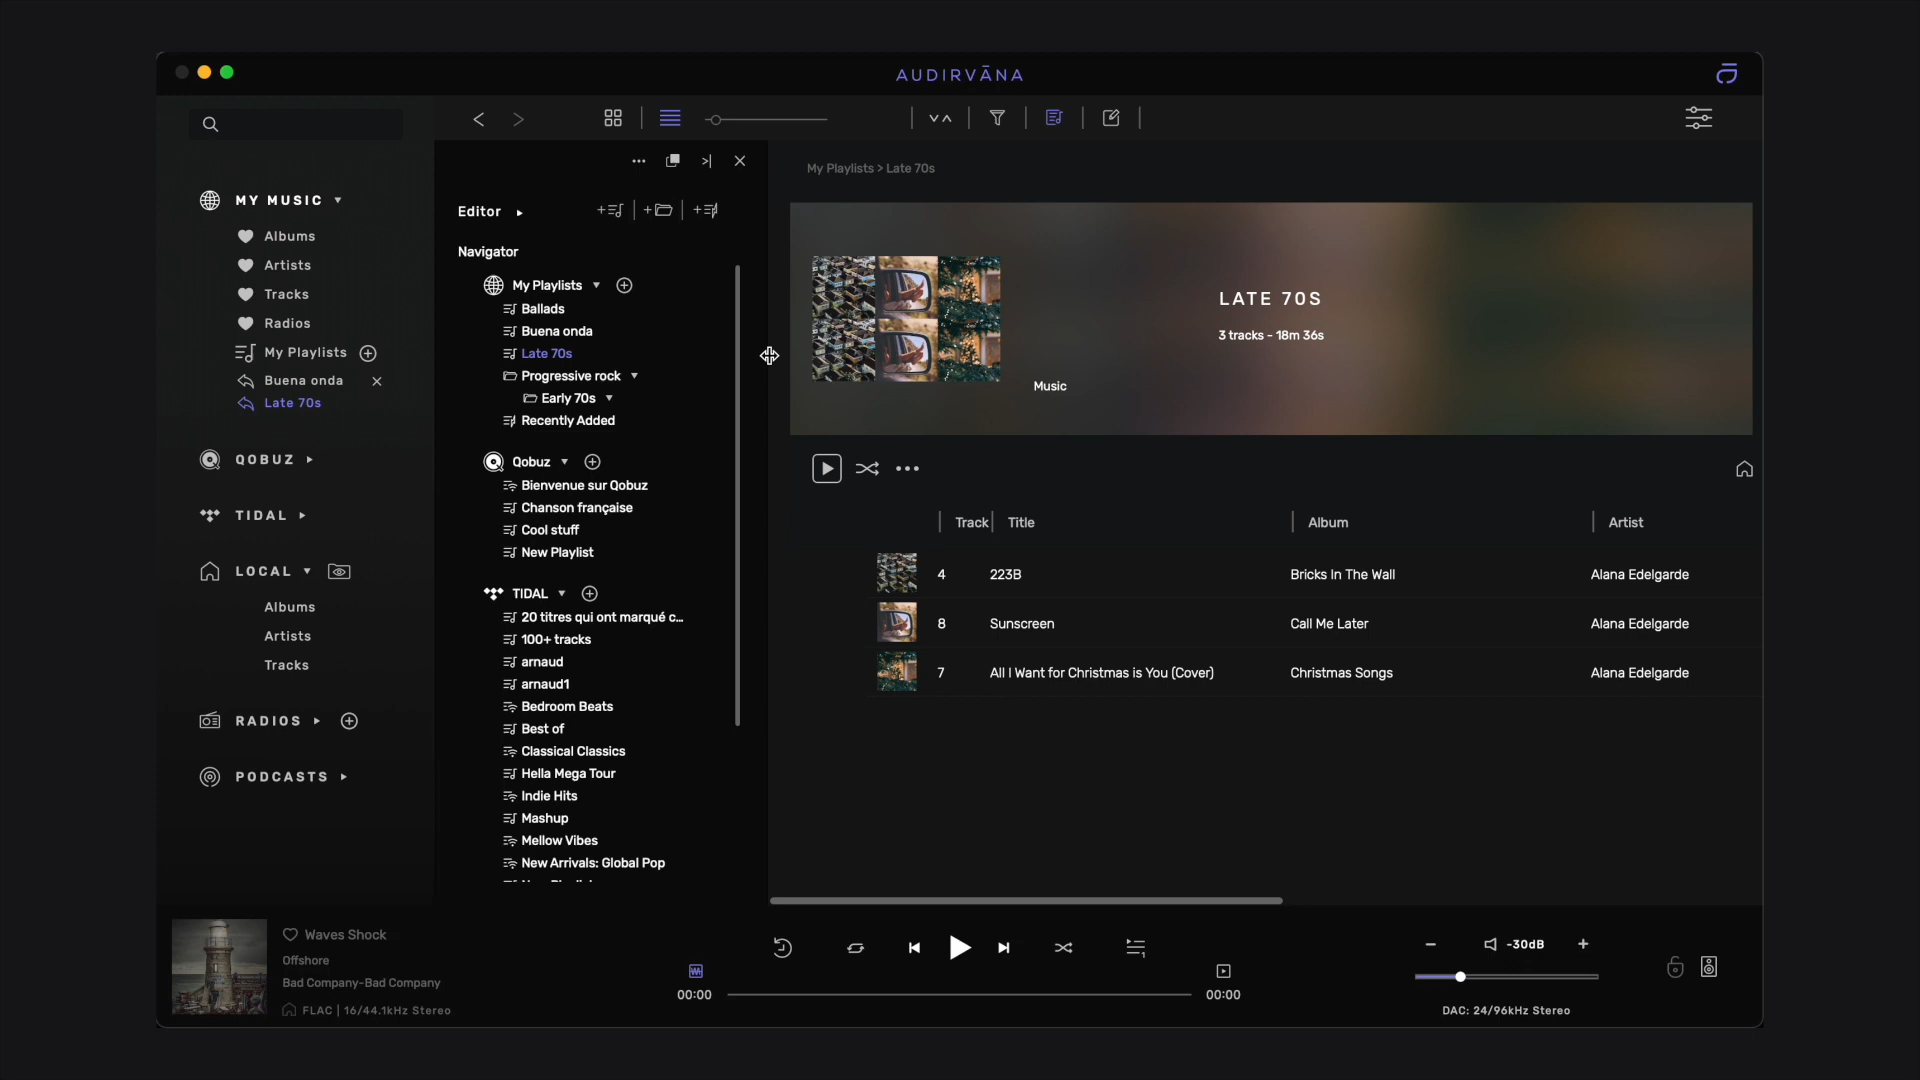 AUDIRVĀNA
MY MUSIC
Albums
Artists
Tracks
Radios
My Playlists
Buena onda
Late 70s
QOBUZ
TIDAL
LOCAL
Albums
Artists
Tracks
RADIOS
PODCASTS
Editor
Navigator
My Playlists
Ballads
Buena onda
Late 70s
Progressive rock
Early 70s
Recently Added
Qobuz
Bienvenue sur Qobuz
Chanson française
Cool stuff
New Playlist
TIDAL
20 titres qui ont marqué c...
100+ tracks
arnaud
arnaud1
Bedroom Beats
Best of
Classical Classics
Hella Mega Tour
Indie Hits
Mashup
Mellow Vibes
New Arrivals: Global Pop
My Playlists > Late 70s
LATE 70S
3 tracks - 18m 36s
Music
Track Title Album Artist
4 223B Bricks In The Wall Alana Edelgarde
8 Sunscreen Call Me Later Alana Edelgarde
7 All I Want for Christmas is You (Cover) Christmas Songs Alana Edelgarde
Waves Shock
Offshore
Bad Company-Bad Company
FLAC | 16/44.1kHz Stereo
00:00
00:00
-30dB
DAC: 24/96kHz Stereo